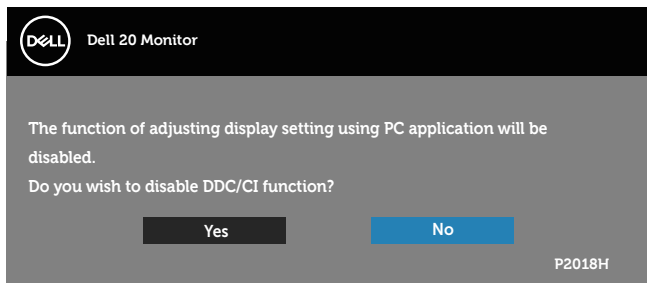 DELL Dell 20 Monitor
The function of adjusting display setting using PC application will be
disabled.
Do you wish to disable DDC/CI function?
Yes No
P2018H